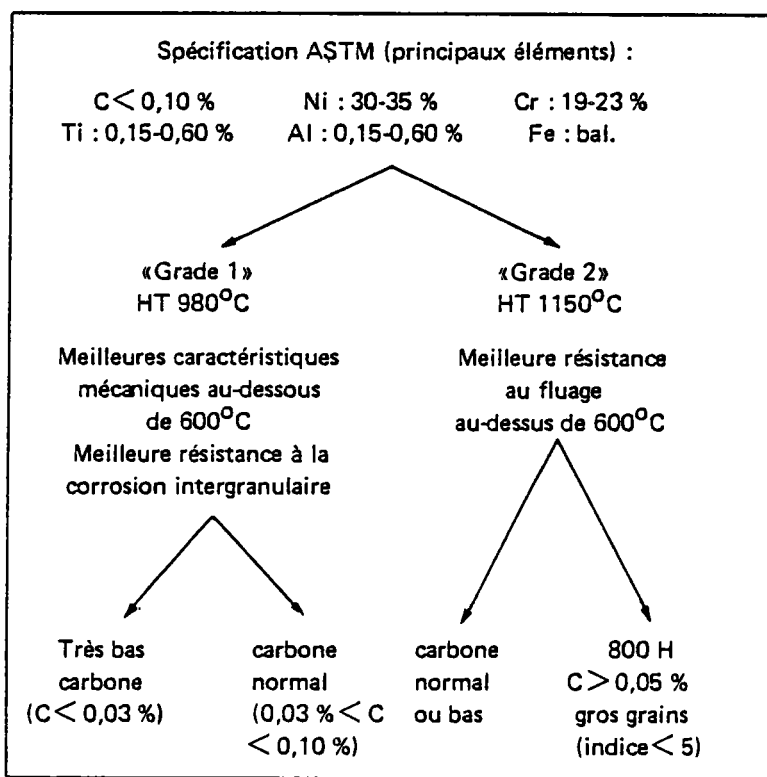 Spécification ASTM (principaux éléments) :
C < 0,10 % Ni : 30-35 % Cr : 19-23 %
Ti : 0,15-0,60 % Al : 0,15-0,60 % Fe : bal.
«Grade 1»
HT 980°C
Meilleures caractéristiques
mécaniques au-dessous
de 600°C
Meilleure résistance à la
corrosion intergranulaire
«Grade 2»
HT 1150°C
Meilleure résistance
au fluage
au-dessus de 600°C
Très bas
carbone
(C < 0,03 %)
carbone
normal
(0,03 % < C
< 0,10 %)
carbone
normal
ou bas
800 H
C > 0,05 %
gros grains
(indice < 5)